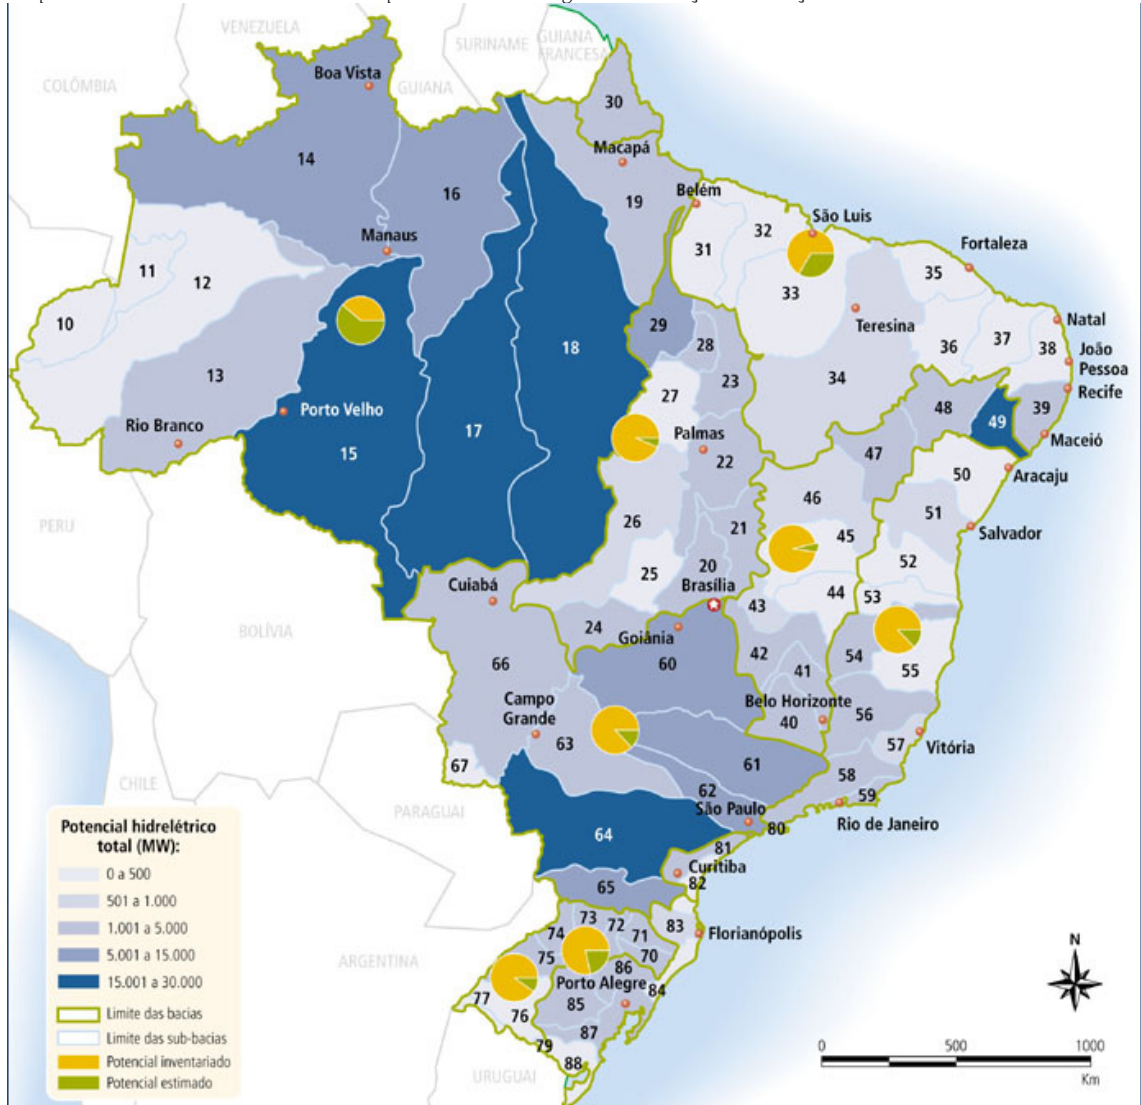 VENEZUELA
SURINAME
GUIANA
FRANCESA
COLÔMBIA
Boa Vista
GUIANA
30
14
Macapá
16
19
Belém
32
São Luis
Manaus
31
Fortaleza
11
12
33
35
10
29
28
Teresina
36
37
38
Natal
18
João
Pessoa
13
27
23
34
Recife
Rio Branco
Porto Velho
17
Palmas
48
49
39
Maceió
15
22
47
50
Aracaju
PERU
26
46
51
21
45
Salvador
25
20
52
Cuiabá
Brasília
44
53
43
BOLÍVIA
24
Goiânia
42
54
60
41
55
66
Campo
Grande
Belo Horizonte
40
56
63
57
Vitória
67
61
58
CHILE
62
59
PARAGUAI
São Paulo
80
Rio de Janeiro
64
81
Curitiba
82
65
73
72
83
Florianópolis
74
71
75
70
ARGENTINA
86
Porto Alegre
84
77
85
76
87
79
88
URUGUAI
Potencial hidrelétrico
total (MW):
0 a 500
501 a 1.000
1.001 a 5.000
5.001 a 15.000
15.001 a 30.000
Limite das bacias
Limite das sub-bacias
Potencial inventariado
Potencial estimado
N
0 500 1000
Km